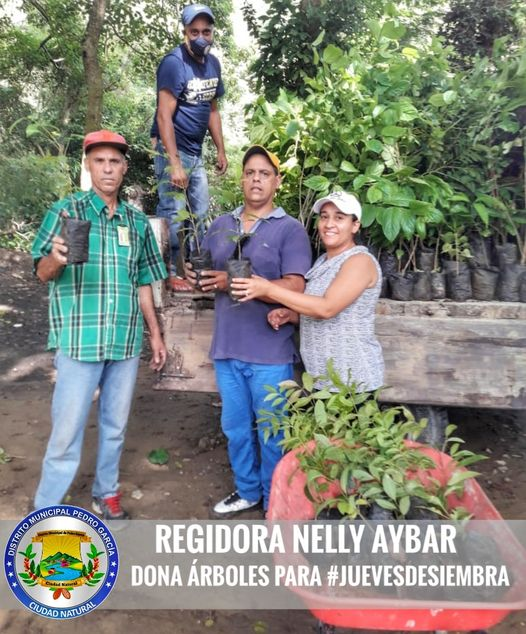 REGIDORA NELLY AYBAR
DONA ÁRBOLES PARA #JUEVESDESIEMBRA
DISTRITO MUNICIPAL PEDRO GARCÍA
CIUDAD NATURAL